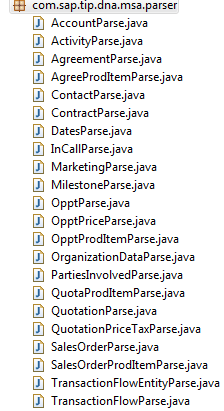 com.sap.tip.dna.msa.parser
AccountParse.java
ActivityParse.java
AgreementParse.java
AgreeProdItemParse.java
ContactParse.java
ContractParse.java
DatesParse.java
InCallParse.java
MarketingParse.java
MilestoneParse.java
OpptParse.java
OpptPriceParse.java
OpptProdItemParse.java
OrganizationDataParse.java
PartiesInvolvedParse.java
QuotaProdItemParse.java
QuotationParse.java
QuotationPriceTaxParse.java
SalesOrderParse.java
SalesOrderProdItemParse.java
TransactionFlowEntityParse.java
TransactionFlowParse.java